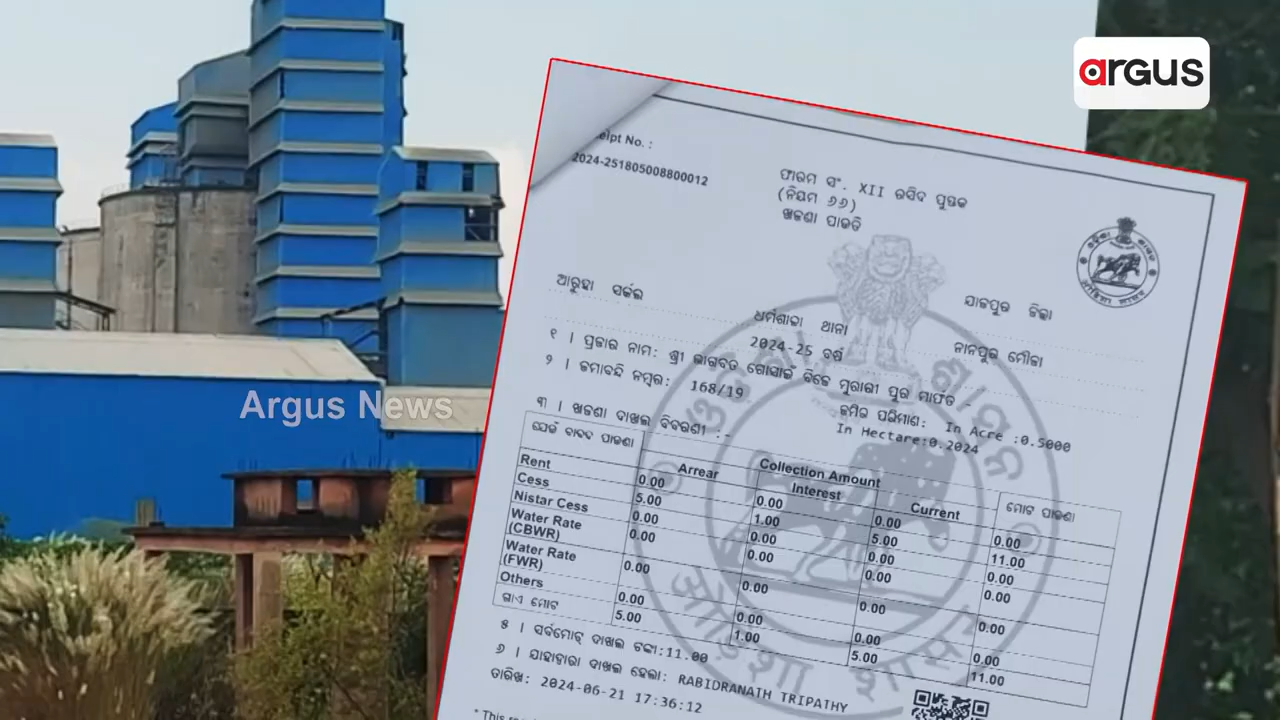 argus
Argus News
eipt No. :
2024-251805008800012
ଫାରମ ସଂ. XII ରସିଦ ପୁସ୍ତକ
(ନିୟମ ୬୬)
ଖଜଣା ପାଉତି
ଆରୁହା ସର୍କଲ
ଧର୍ମଶାଳା ଥାନା
ଯାଜପୁର ଜିଲ୍ଲା
2024-25 ବର୍ଷ
ନାନପୁର ମୌଜା
୧ | ପ୍ରଜାର ନାମ: ଶ୍ରୀ ଭାଗବତ ଗୋସାଇଁ ବିଜେ ମୁରାରୀ ପୁର ମାର୍ଫତ -
୨ | ଜମାବନ୍ଦି ନମ୍ବର: 168/19
ଜମିର ପରିମାଣ: In Acre :0.5000
In Hectare:0.2024
୩ | ଖଜଣା ଦାଖଲ ବିବରଣୀ :-
ଯେଉଁ ବାବଦ ପାଉଣା
Collection Amount
ମୋଟ ପାଉଣା
Arrear Interest Current
Rent 0.00 0.00 0.00 0.00
Cess 5.00 1.00 5.00 11.00
Nistar Cess 0.00 0.00 0.00 0.00
Water Rate (CBWR) 0.00 0.00 0.00 0.00
Water Rate (FWR) 0.00 0.00 0.00 0.00
Others 0.00 0.00 0.00 0.00
ଗାଏ ମୋଟ 5.00 1.00 5.00 11.00
୫ | ସର୍ବମୋଟ୍ ଦାଖଲ ଟଙ୍କା:11.00
୬ | ଯାହାଦ୍ୱାରା ଦାଖଲ ହେଲା: RABIDRANATH TRIPATHY
ତାରିଖ: 2024-06-21 17:36:12
* This